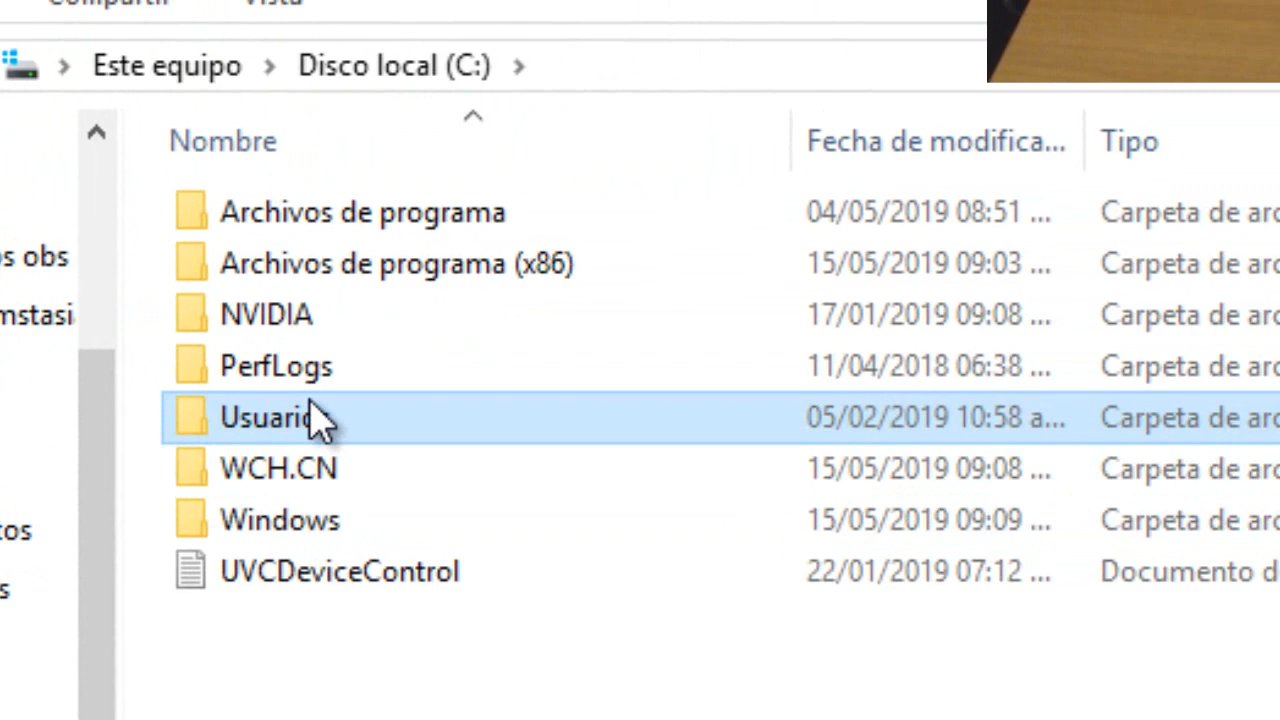 Compartir Vista
Este equipo > Disco local (C:) >
Nombre Fecha de modifica... Tipo
Archivos de programa 04/05/2019 08:51 ... Carpeta de arc
Archivos de programa (x86) 15/05/2019 09:03 ... Carpeta de arc
os obs
NVIDIA 17/01/2019 09:08 ... Carpeta de arc
mstasi
PerfLogs 11/04/2018 06:38 ... Carpeta de arc
Usuario 05/02/2019 10:58 a... Carpeta de arc
WCH.CN 15/05/2019 09:08 ... Carpeta de arc
Windows 15/05/2019 09:09 ... Carpeta de arc
tos
UVCDeviceControl 22/01/2019 07:12 ... Documento d
s